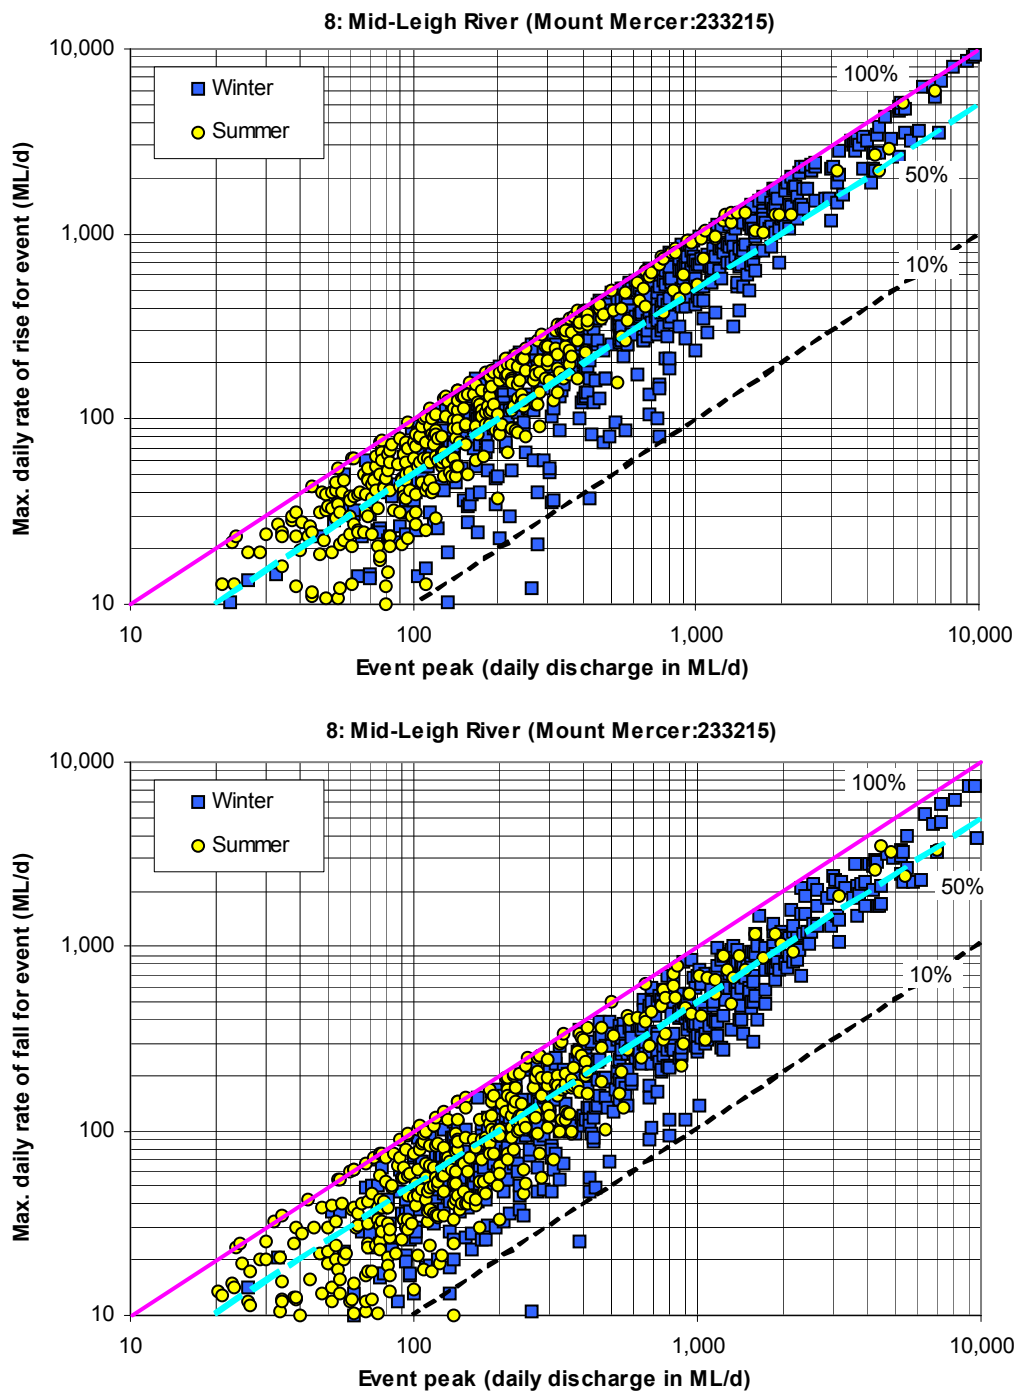 8: Mid-Leigh River (Mount Mercer:233215)
10,000
1,000
100
10
Max. daily rate of rise for event (ML/d)
Winter
Summer
100%
50%
10%
10 100 1,000 10,000
Event peak (daily discharge in ML/d)
8: Mid-Leigh River (Mount Mercer:233215)
10,000
1,000
100
10
Max. daily rate of fall for event (ML/d)
Winter
Summer
100%
50%
10%
10 100 1,000 10,000
Event peak (daily discharge in ML/d)